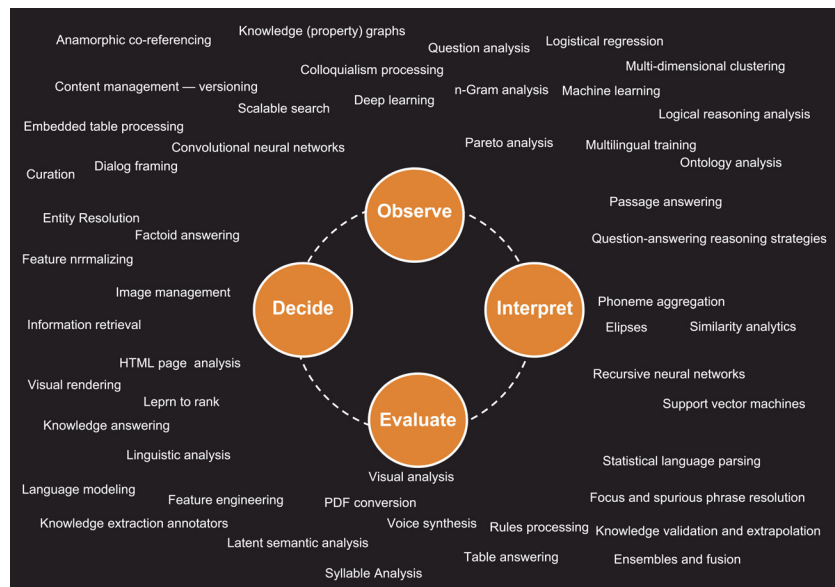 Knowledge (property) graphs
Anamorphic co-referencing
Question analysis
Logistical regression
Colloquialism processing
Multi-dimensional clustering
Content management — versioning
Scalable search
Deep learning
n-Gram analysis
Machine learning
Logical reasoning analysis
Embedded table processing
Convolutional neural networks
Pareto analysis
Multilingual training
Ontology analysis
Dialog framing
Curation
Passage answering
Observe
Entity Resolution
Factoid answering
Question-answering reasoning strategies
Feature nrrmalizing
Image management
Decide
Interpret
Phoneme aggregation
Information retrieval
Elipses
Similarity analytics
HTML page analysis
Visual rendering
Recursive neural networks
Leprn to rank
Support vector machines
Knowledge answering
Evaluate
Linguistic analysis
Statistical language parsing
Visual analysis
Language modeling
Feature engineering
PDF conversion
Focus and spurious phrase resolution
Knowledge extraction annotators
Voice synthesis
Rules processing
Knowledge validation and extrapolation
Latent semantic analysis
Table answering
Ensembles and fusion
Syllable Analysis